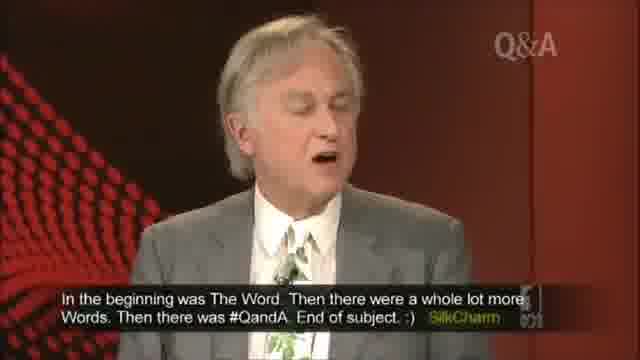 Q&A
In the beginning was The Word. Then there were a whole lot more
Words. Then there was #QandA. End of subject. :) SilkCharm